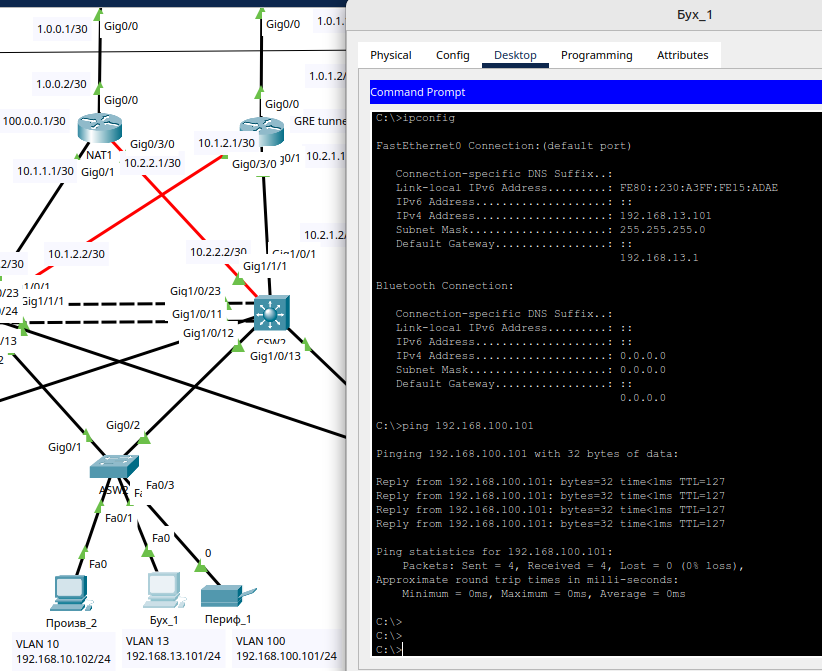 1.0.0.1/30
Gig0/0
Gig0/0
1.0.1.
1.0.0.2/30
Gig0/0
1.0.1.2/
Gig0/0
100.0.0.1/30
GRE tunne
NAT1
Gig0/3/0
10.1.2.1/30
10.1.1.1/30
Gig0/1
10.2.2.1/30
Gig0/3/0
g0/1
10.2.1.1
10.2.1.2/
10.1.2.2/30
10.2.2.2/30
Gig1/0/1
2/30
Gig1/1/1
1/0/1
0/23
Gig1/1/1
Gig1/0/23
0/24
Gig1/0/11
Gig1/0/12
/13
CSW2
Gig1/0/13
2
Gig0/2
Gig0/1
ASW2
Fa0/3
Fa0/1
Fa0
0
Fa0
Произв_2
Бух_1
Периф_1
VLAN 10
192.168.10.102/24
VLAN 13
192.168.13.101/24
VLAN 100
192.168.100.101/24
Бух_1
Physical
Config
Desktop
Programming
Attributes
Command Prompt
C:\>ipconfig
FastEthernet0 Connection:(default port)
Connection-specific DNS Suffix..:
Link-local IPv6 Address.........: FE80::230:A3FF:FE15:ADAE
IPv6 Address....................: ::
IPv4 Address....................: 192.168.13.101
Subnet Mask.....................: 255.255.255.0
Default Gateway.................: ::
192.168.13.1
Bluetooth Connection:
Connection-specific DNS Suffix..:
Link-local IPv6 Address.........: ::
IPv6 Address....................: ::
IPv4 Address....................: 0.0.0.0
Subnet Mask.....................: 0.0.0.0
Default Gateway.................: ::
0.0.0.0
C:\>ping 192.168.100.101
Pinging 192.168.100.101 with 32 bytes of data:
Reply from 192.168.100.101: bytes=32 time<1ms TTL=127
Reply from 192.168.100.101: bytes=32 time<1ms TTL=127
Reply from 192.168.100.101: bytes=32 time<1ms TTL=127
Reply from 192.168.100.101: bytes=32 time<1ms TTL=127
Ping statistics for 192.168.100.101:
Packets: Sent = 4, Received = 4, Lost = 0 (0% loss),
Approximate round trip times in milli-seconds:
Minimum = 0ms, Maximum = 0ms, Average = 0ms
C:\>
C:\>
C:\>